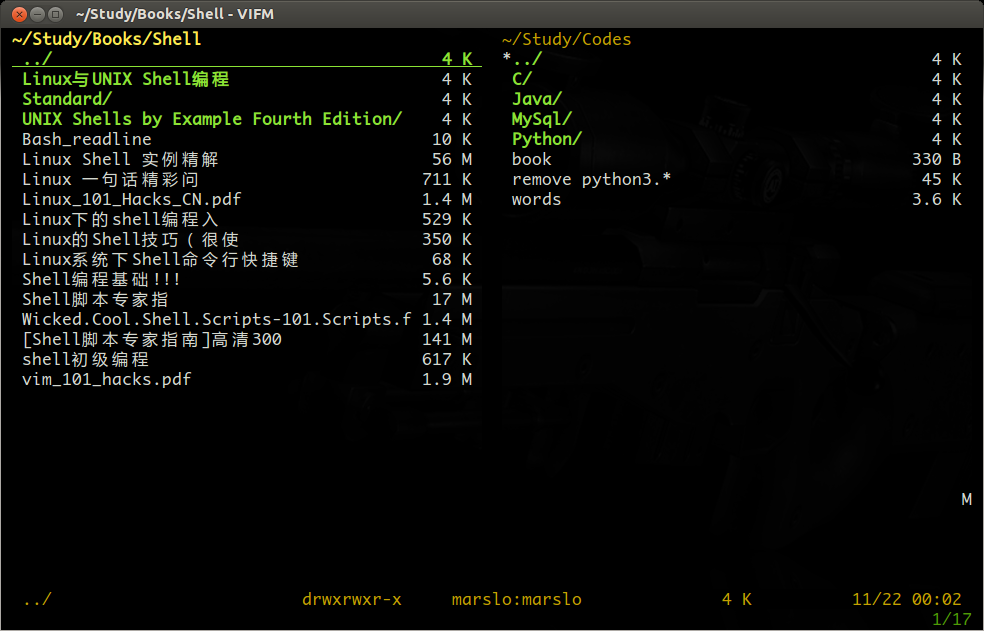 ~/Study/Books/Shell - VIFM
~/Study/Books/Shell
../ 4 K
Linux与UNIX Shell编程 4 K
Standard/ 4 K
UNIX Shells by Example Fourth Edition/ 4 K
Bash_readline 10 K
Linux Shell 实例精解 56 M
Linux 一句话精彩问 711 K
Linux_101_Hacks_CN.pdf 1.4 M
Linux下的shell编程入 529 K
Linux的Shell技巧(很使 350 K
Linux系统下Shell命令行快捷键 68 K
Shell编程基础!!! 5.6 K
Shell脚本专家指 17 M
Wicked.Cool.Shell.Scripts-101.Scripts.f 1.4 M
[Shell脚本专家指南]高清300 141 M
shell初级编程 617 K
vim_101_hacks.pdf 1.9 M
~/Study/Codes
*../ 4 K
C/ 4 K
Java/ 4 K
MySql/ 4 K
Python/ 4 K
book 330 B
remove python3.* 45 K
words 3.6 K
M
../ drwxrwxr-x marslo:marslo 4 K 11/22 00:02
1/17